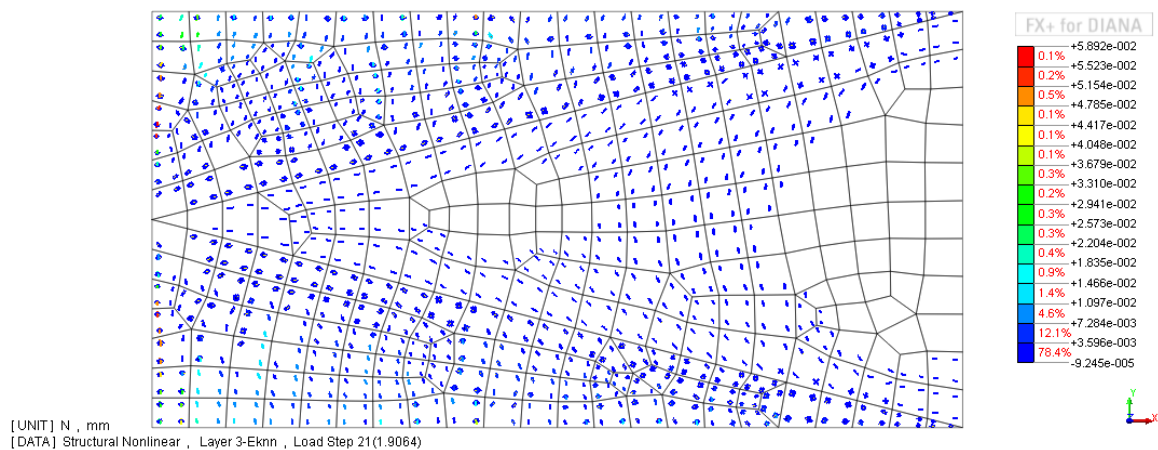 FX+ for DIANA
+5.892e-002
0.1%
+5.523e-002
0.2%
+5.154e-002
0.5%
+4.785e-002
0.1%
+4.417e-002
0.1%
+4.048e-002
0.1%
+3.679e-002
0.3%
+3.310e-002
0.2%
+2.941e-002
0.3%
+2.573e-002
0.3%
+2.204e-002
0.4%
+1.835e-002
0.9%
+1.466e-002
1.4%
+1.097e-002
4.6%
+7.284e-003
12.1%
+3.596e-003
78.4%
-9.245e-005
Y
Z
X
[UNIT] N , mm
[DATA] Structural Nonlinear , Layer 3-Eknn , Load Step 21(1.9064)